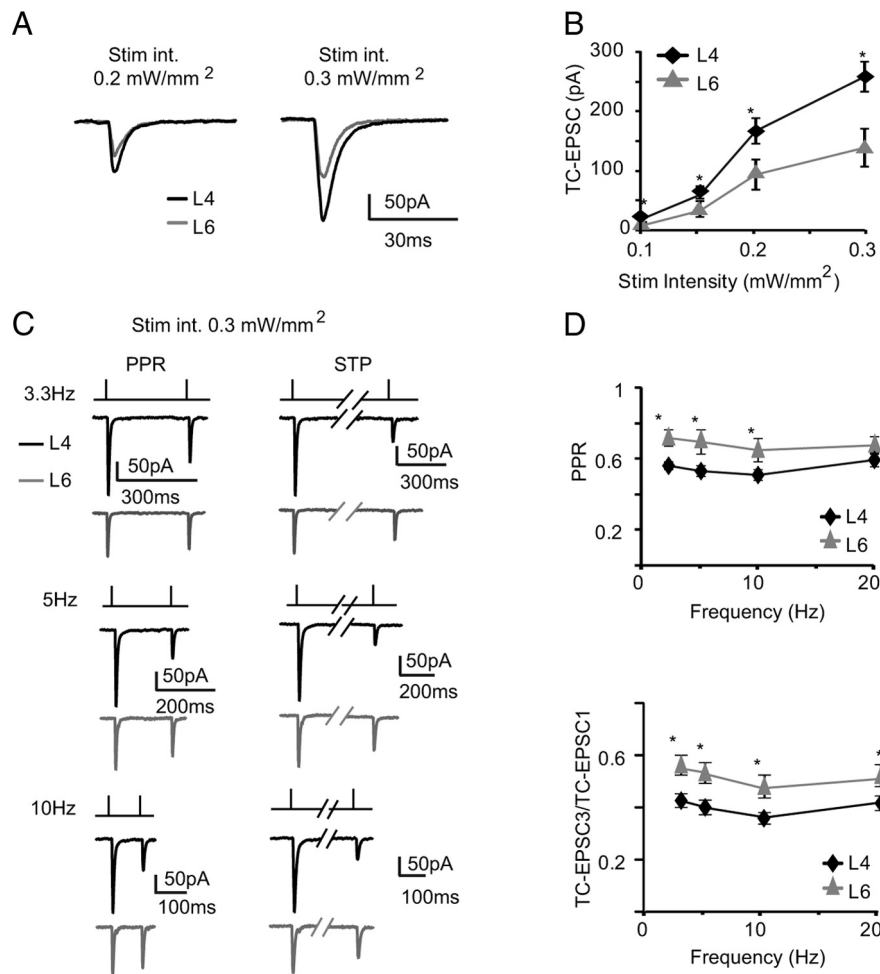 A
Stim int.
0.2 mW/mm 2
Stim int.
0.3 mW/mm 2
L4
L6
50pA
30ms
B
TC-EPSC (pA)
300
200
100
0
L4
L6
*
*
*
*
0.1
0.2
0.3
Stim Intensity (mW/mm2)
C
Stim int. 0.3 mW/mm2
PPR
STP
3.3Hz
L4
L6
50pA
300ms
50pA
300ms
5Hz
50pA
200ms
50pA
200ms
10Hz
50pA
100ms
50pA
100ms
D
PPR
1
0.6
0.2
* * *
L4
L6
0
10
20
Frequency (Hz)
TC-EPSC3/TC-EPSC1
0.6
0.2
* * * *
L4
L6
0
10
20
Frequency (Hz)